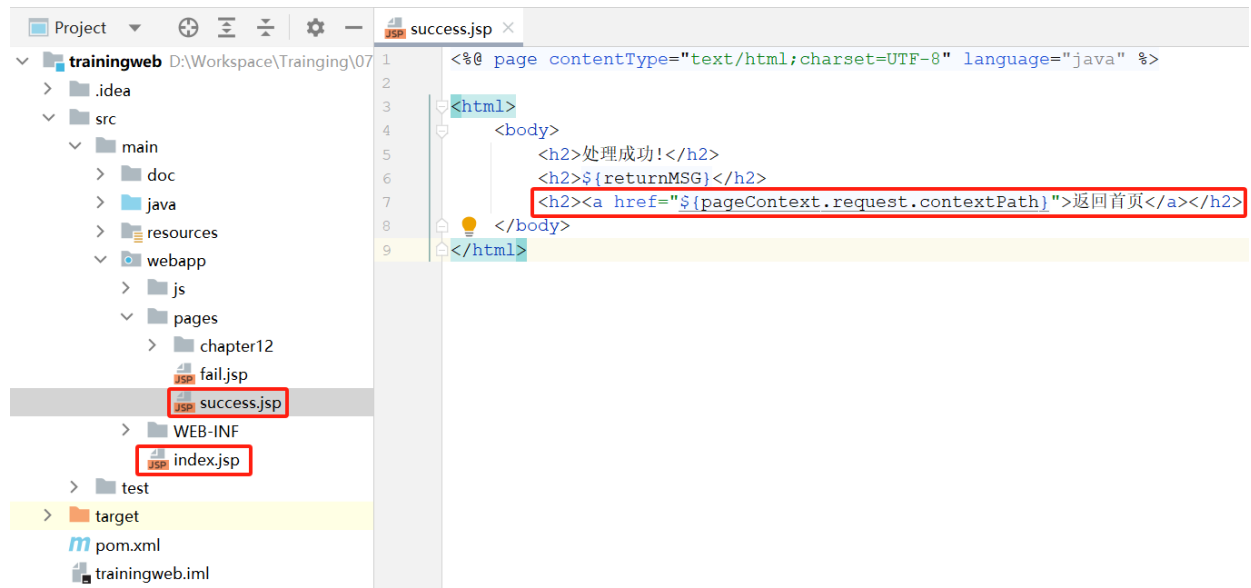 Project
success.jsp
trainingweb D:\Workspace\Trainging\07
.idea
src
main
doc
java
resources
webapp
js
pages
chapter12
fail.jsp
success.jsp
WEB-INF
index.jsp
test
target
pom.xml
trainingweb.iml
1 <%@ page contentType="text/html;charset=UTF-8" language="java" %>
2
3 <html>
4 <body>
5 <h2>处理成功!</h2>
6 <h2>${returnMSG}</h2>
7 <h2><a href="${pageContext.request.contextPath}">返回首页</a></h2>
8 </body>
9 </html>